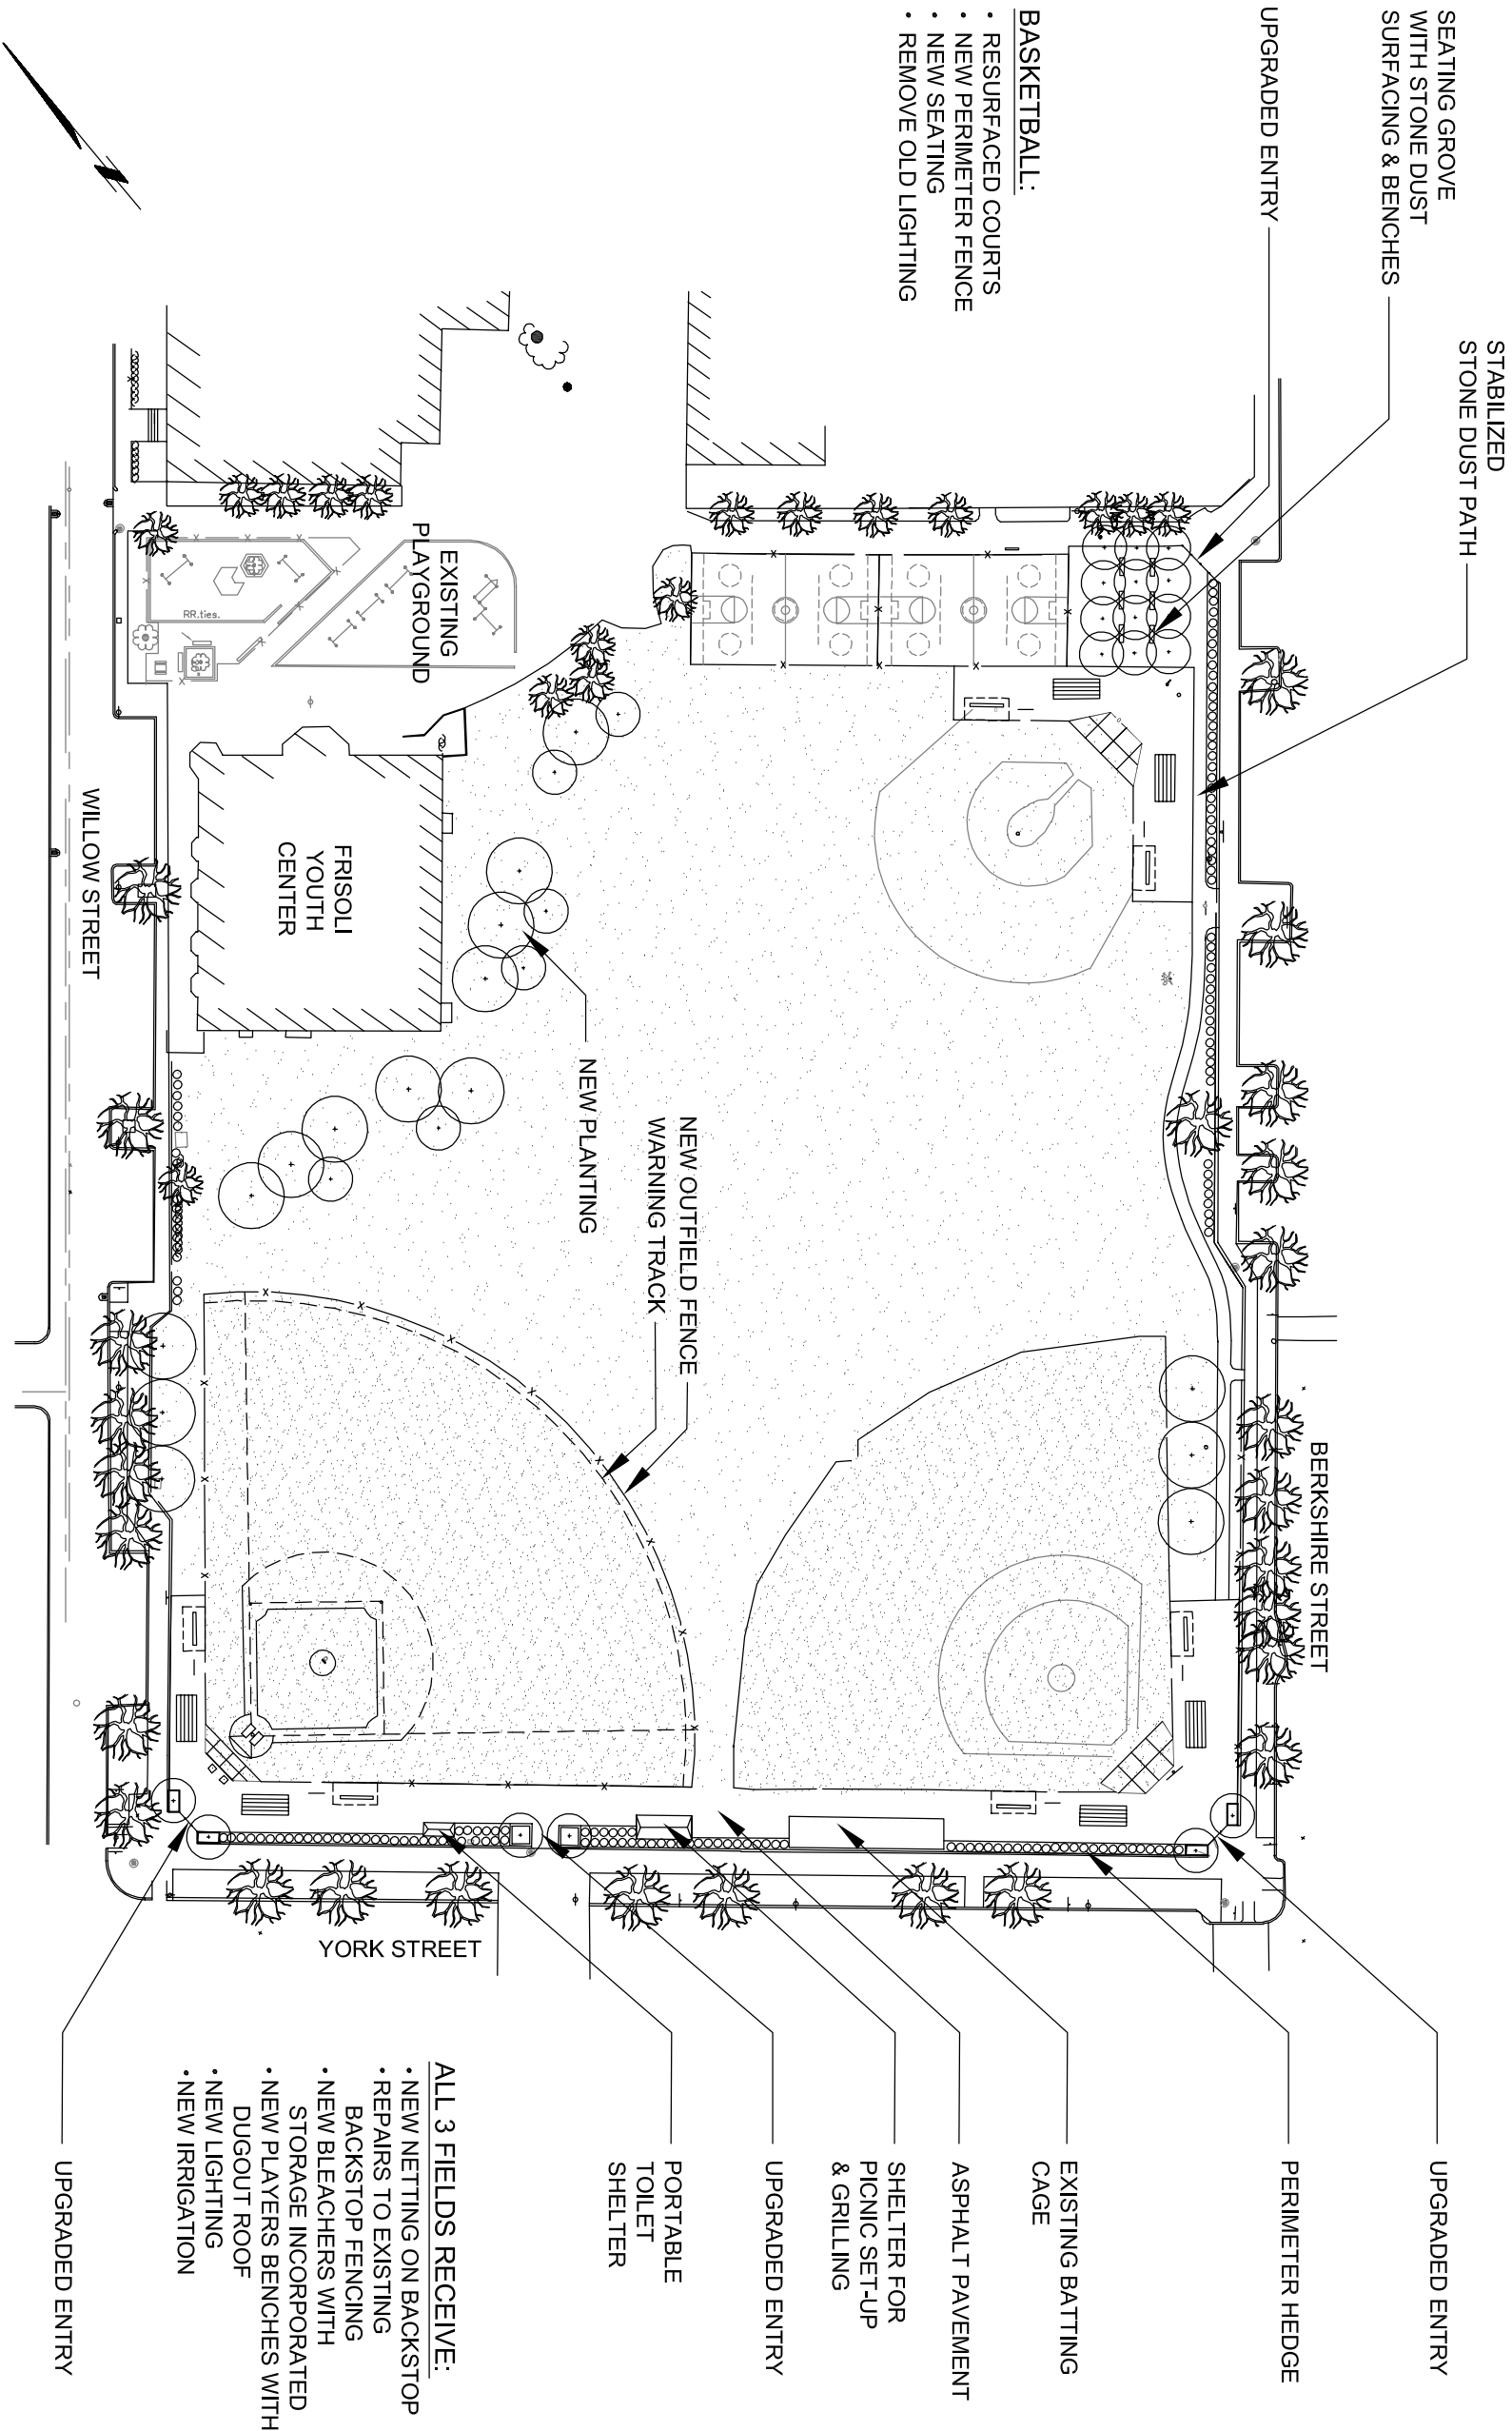 SEATING GROVE
WITH STONE DUST
SURFACING & BENCHES
STABILIZED
STONE DUST PATH
UPGRADED ENTRY
BASKETBALL:
• RESURFACED COURTS
• NEW PERIMETER FENCE
• NEW SEATING
• REMOVE OLD LIGHTING
EXISTING
PLAYGROUND
RR.ties.
FRISOLI
YOUTH
CENTER
WILLOW STREET
NEW PLANTING
NEW OUTFIELD FENCE
WARNING TRACK
BERKSHIRE STREET
YORK STREET
UPGRADED ENTRY
PERIMETER HEDGE
EXISTING BATTING
CAGE
ASPHALT PAVEMENT
SHELTER FOR
PICNIC SET-UP
& GRILLING
UPGRADED ENTRY
PORTABLE
TOILET
SHELTER
ALL 3 FIELDS RECEIVE:
• NEW NETTING ON BACKSTOP
• REPAIRS TO EXISTING
BACKSTOP FENCING
• NEW BLEACHERS WITH
STORAGE INCORPORATED
• NEW PLAYERS BENCHES WITH
DUGOUT ROOF
• NEW LIGHTING
• NEW IRRIGATION
UPGRADED ENTRY